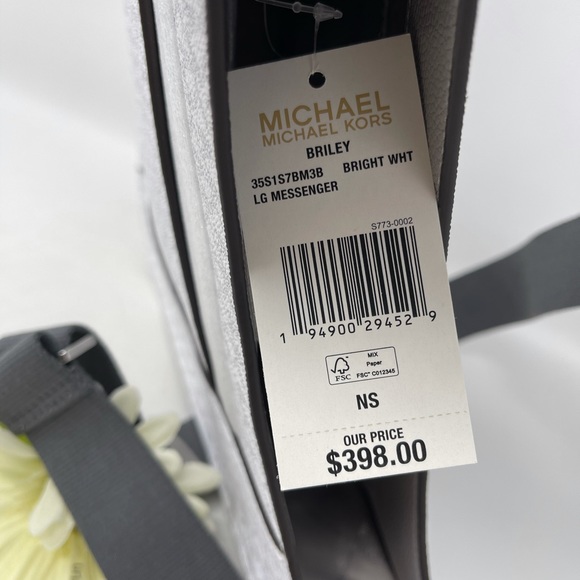 MICHAEL
MICHAEL KORS
BRILEY
35S1S7BM3B BRIGHT WHT
LG MESSENGER
S773-0002
1 94900 29452 9
FSC
MIX
Paper
FSC™ C012345
NS
OUR PRICE
$398.00